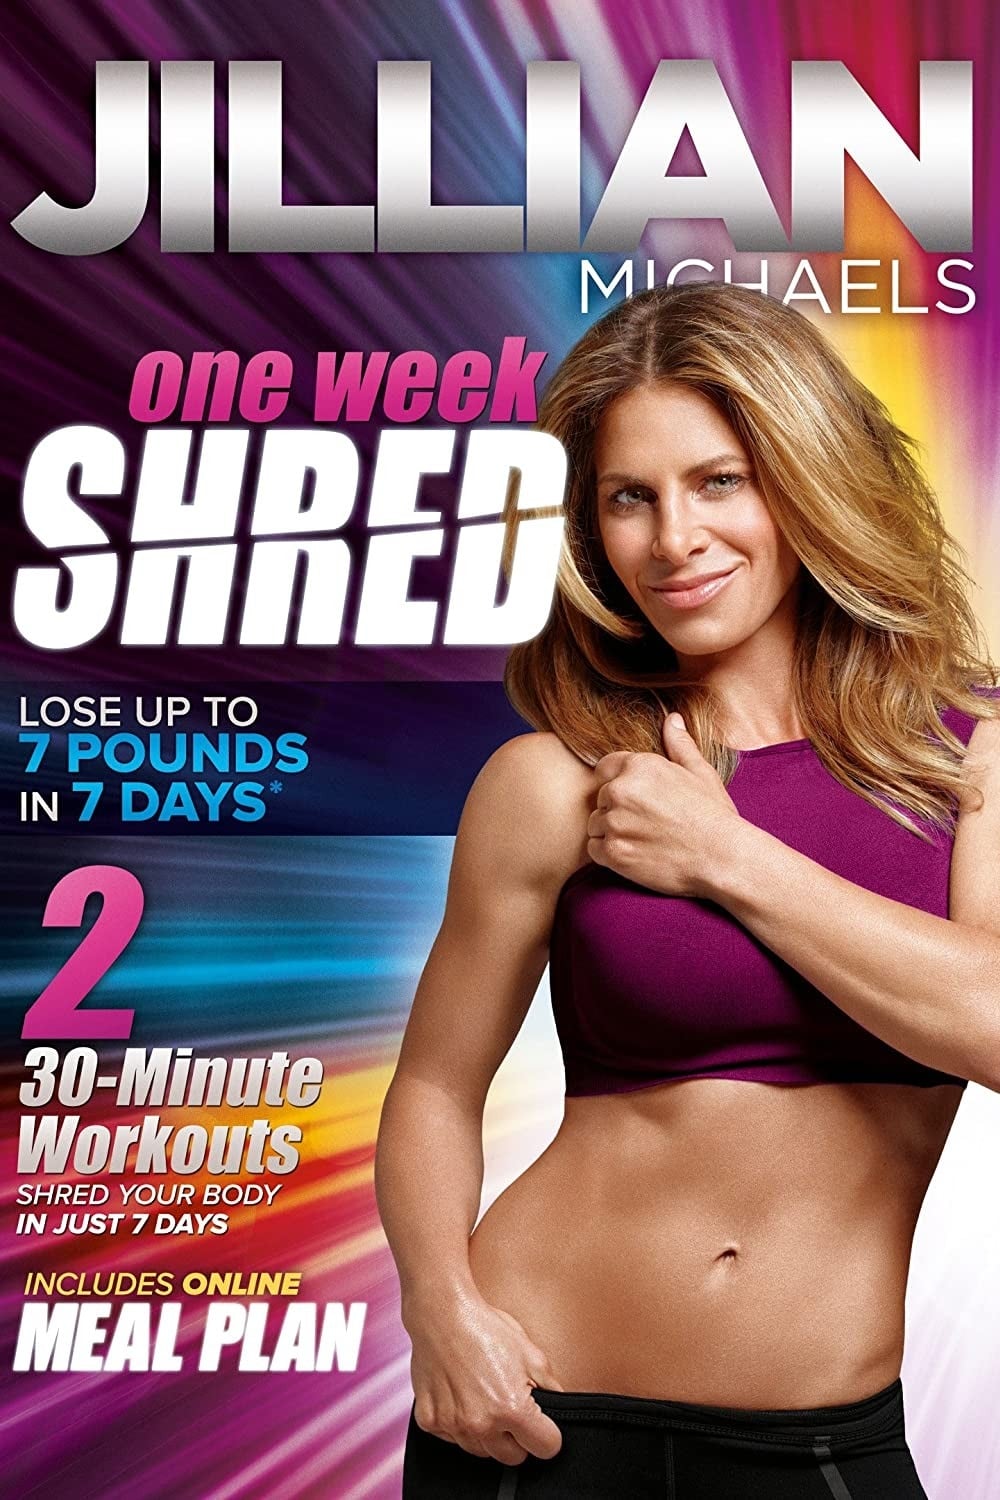 JILLIAN
MICHAELS
one week
SHRED
LOSE UP TO
7 POUNDS
IN 7 DAYS*
2
30-Minute
Workouts
SHRED YOUR BODY
IN JUST 7 DAYS
INCLUDES ONLINE
MEAL PLAN